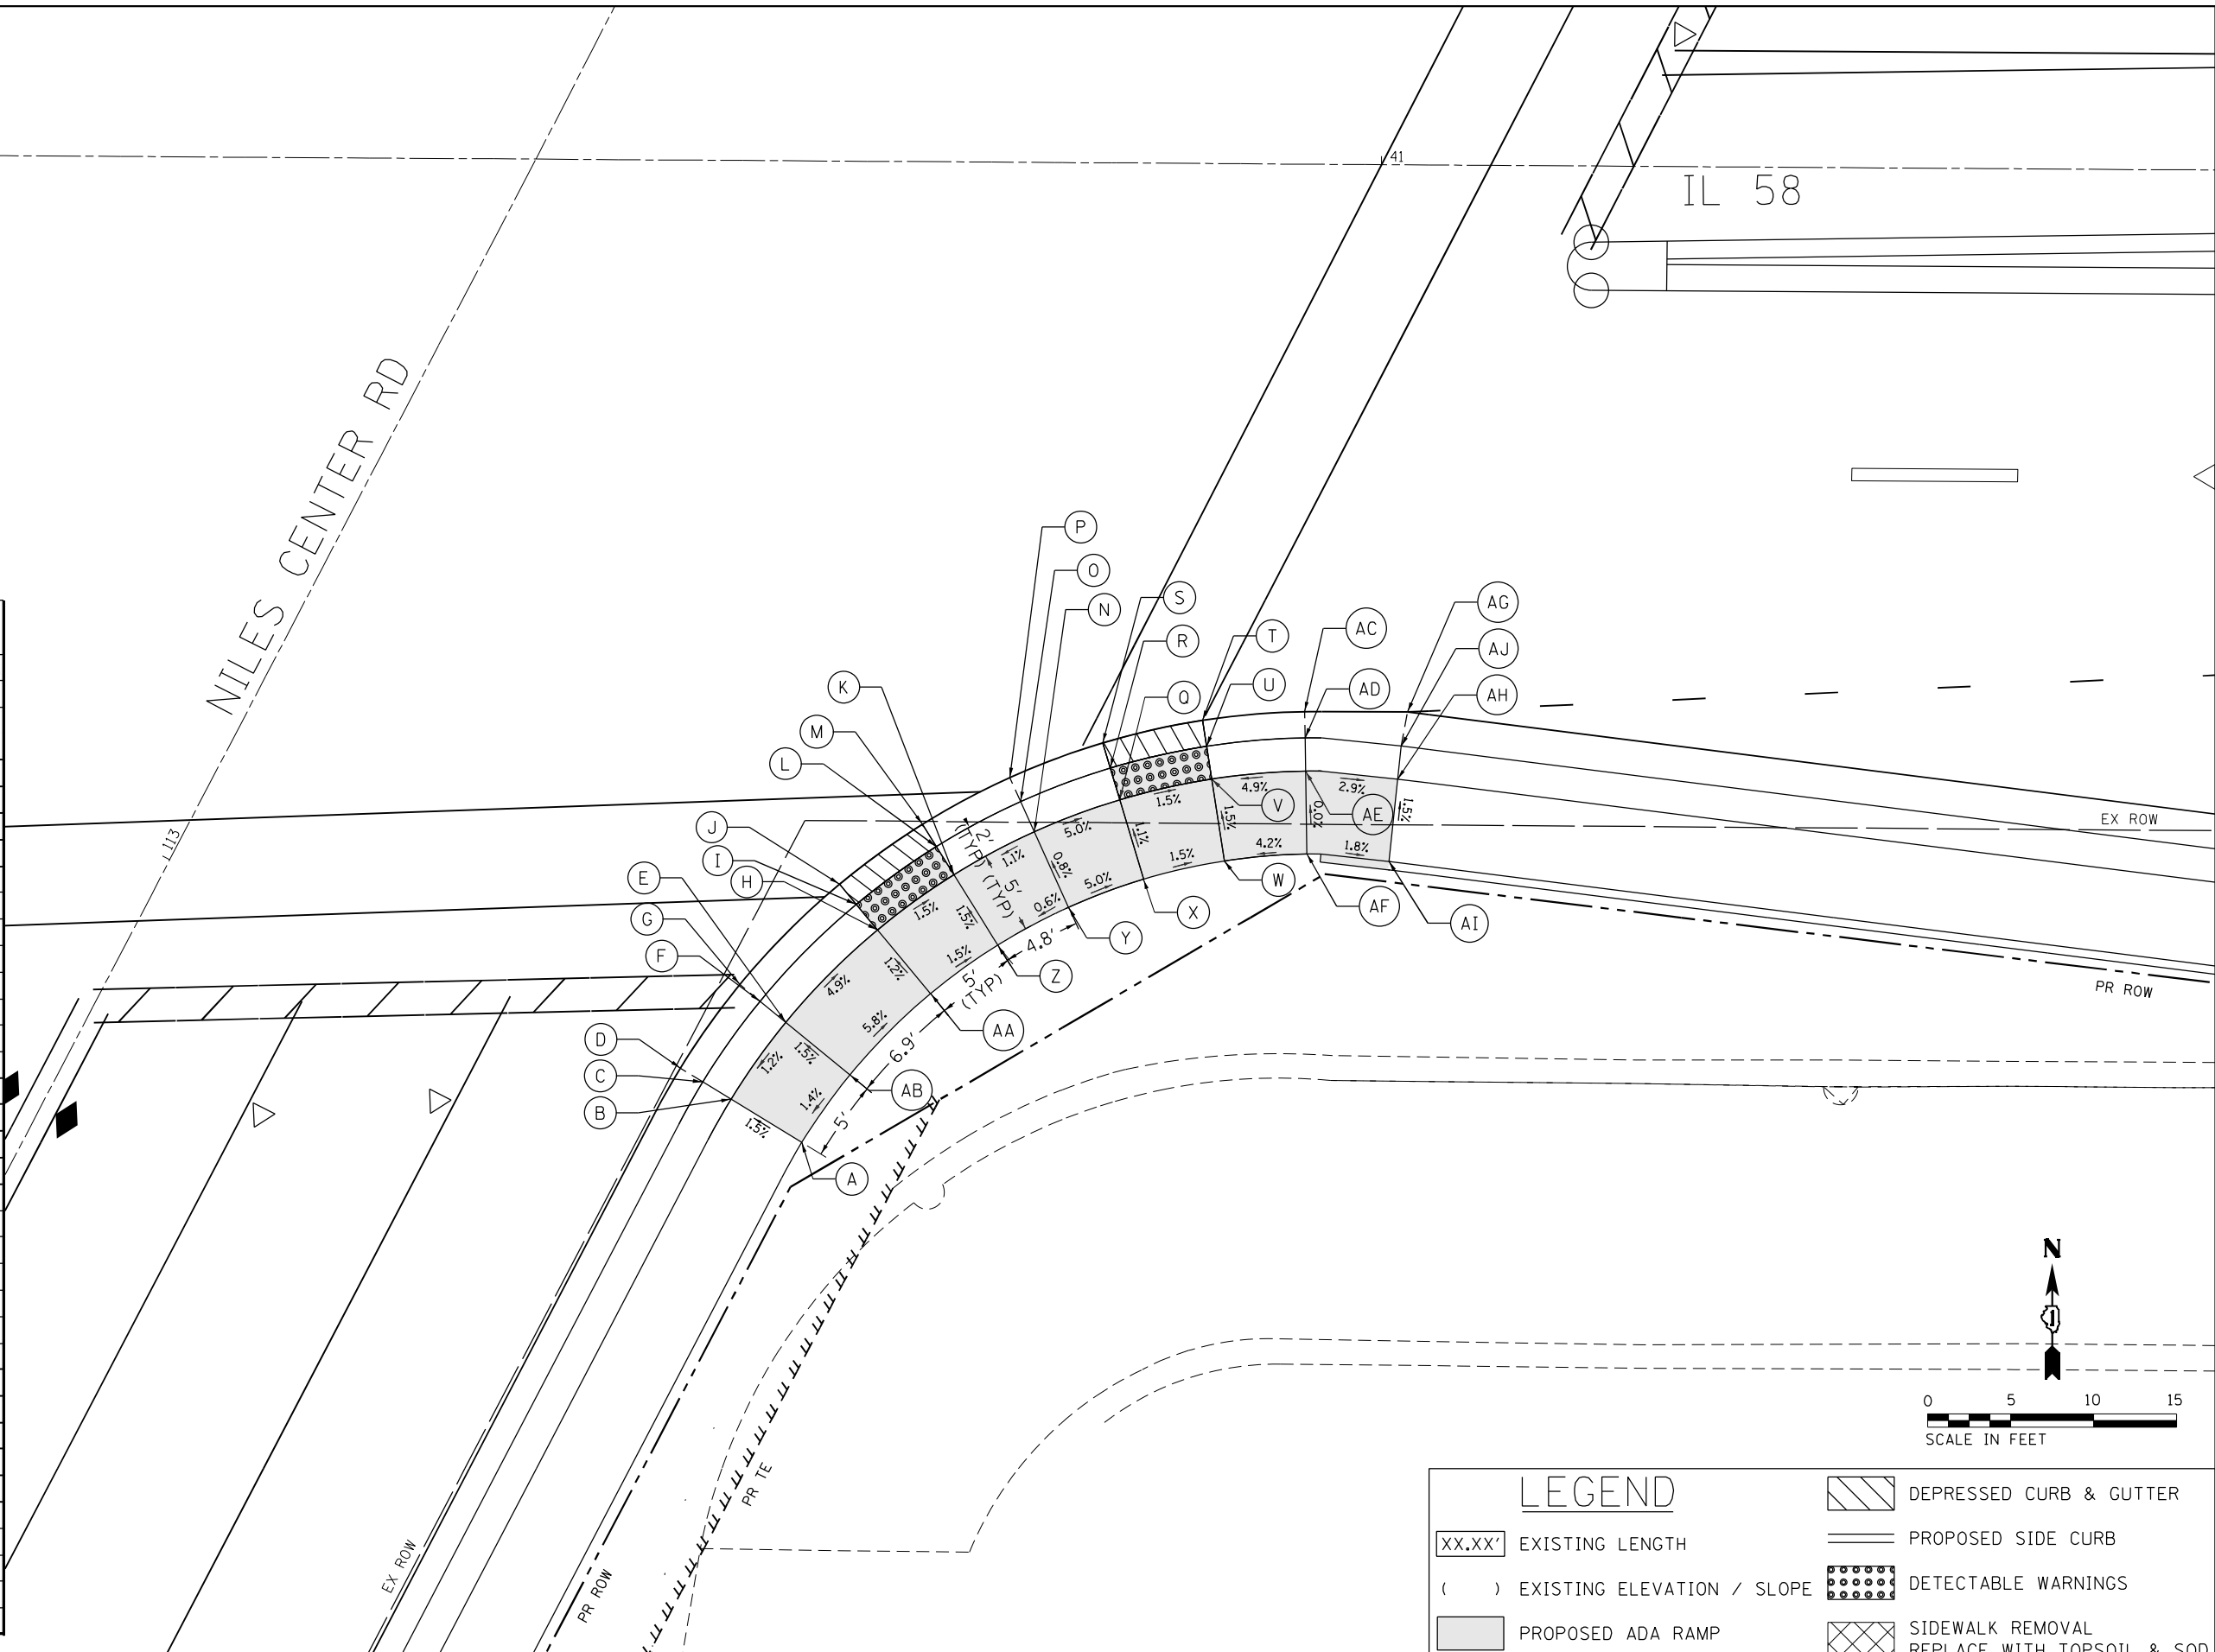 41
IL 58
NILES CENTER RD
113
P
O
N
S
R
Q
T
U
AC
AD
AG
AJ
AH
K
M
L
J
I
H
E
G
F
D
C
B
A
V
AE
W
AF
AI
X
Y
Z
AA
AB
4.9%
2.9%
1.5%
1.5%
0.0%
1.5%
4.2%
1.8%
1.5%
1.1%
5.0%
1.1%
0.8%
5.0%
0.6%
2'
(TYP)
5'
(TYP)
1.5%
1.5%
1.5%
1.2%
4.9%
5.8%
1.2%
1.5%
1.4%
1.5%
4.8'
5'
(TYP)
6.9'
5'
EX ROW
PR ROW
EX ROW
PR ROW
PR TE
N
0 5 10 15
SCALE IN FEET
LEGEND
XX.XX' EXISTING LENGTH
( ) EXISTING ELEVATION / SLOPE
PROPOSED ADA RAMP
DEPRESSED CURB & GUTTER
PROPOSED SIDE CURB
DETECTABLE WARNINGS
SIDEWALK REMOVAL
REPLACE WITH TOPSOIL & SOD